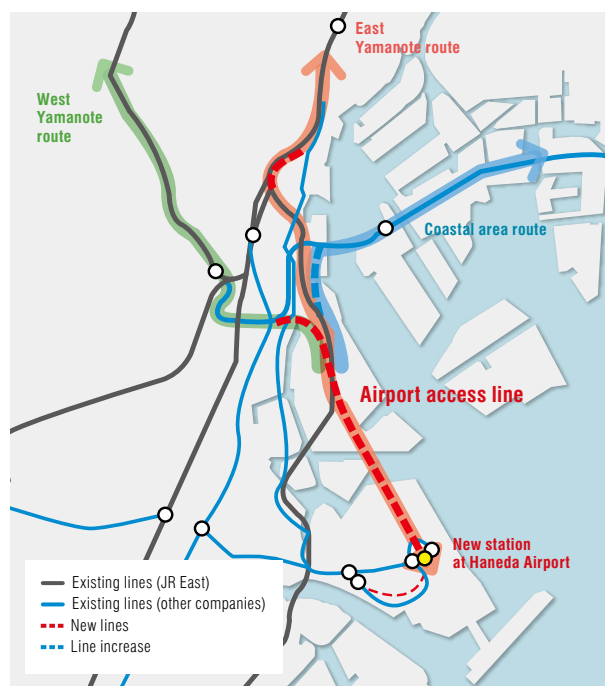 East
Yamanote route
West
Yamanote
route
Coastal area route
Airport access line
New station
at Haneda Airport
Existing lines (JR East)
Existing lines (other companies)
New lines
Line increase